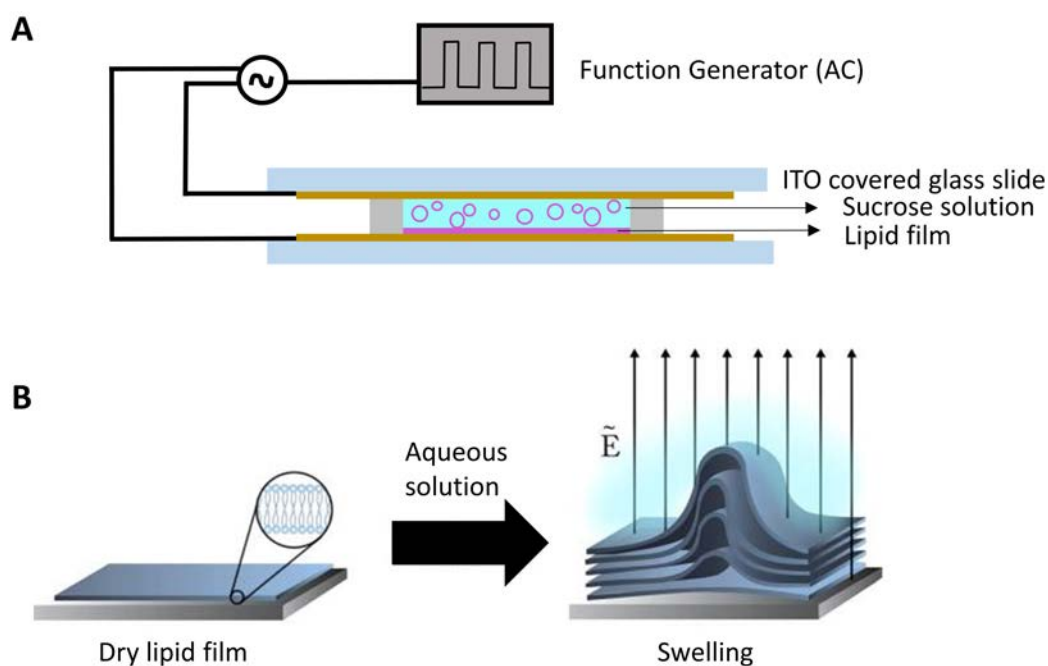 A
Function Generator (AC)
ITO covered glass slide
Sucrose solution
Lipid film
B
Aqueous
solution
Ẽ
Dry lipid film
Swelling